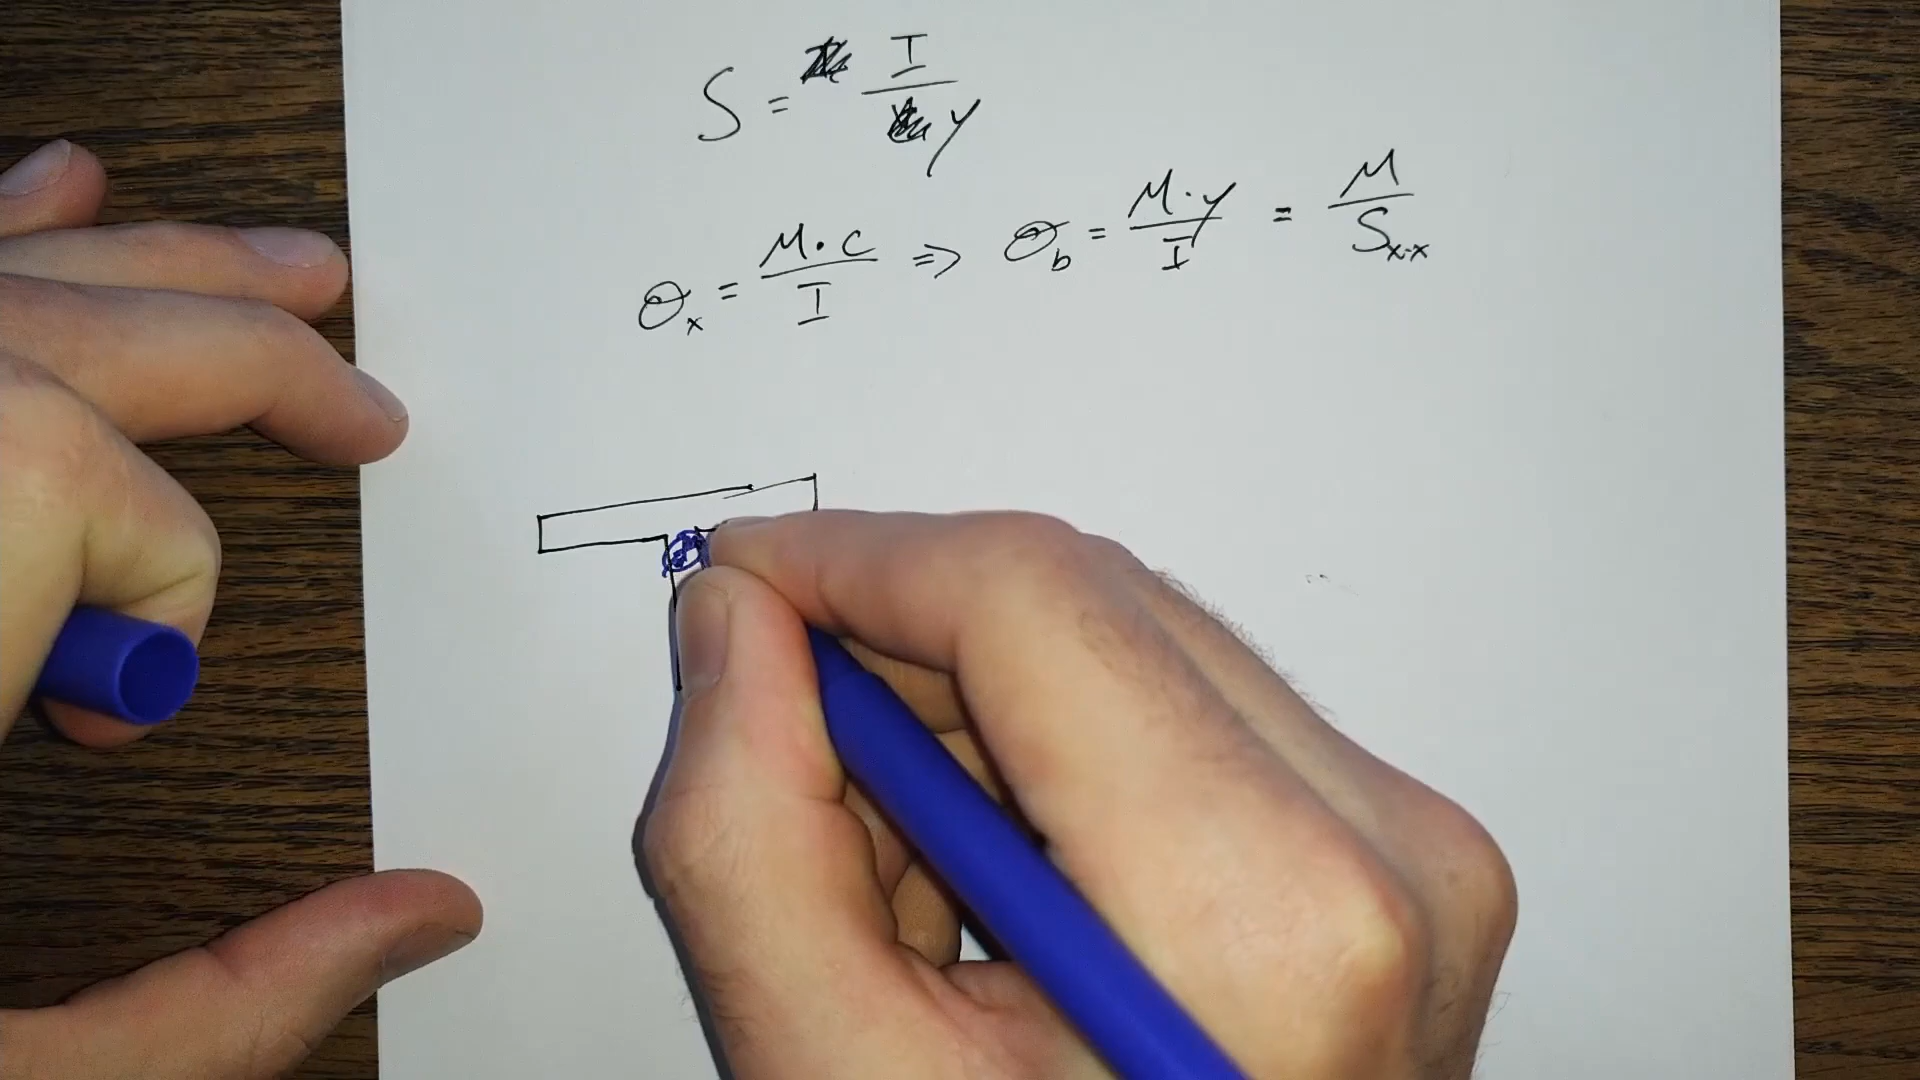 S = I / y
σx = M · c / I ⇒ σb = M · y / I = M / Sx-x